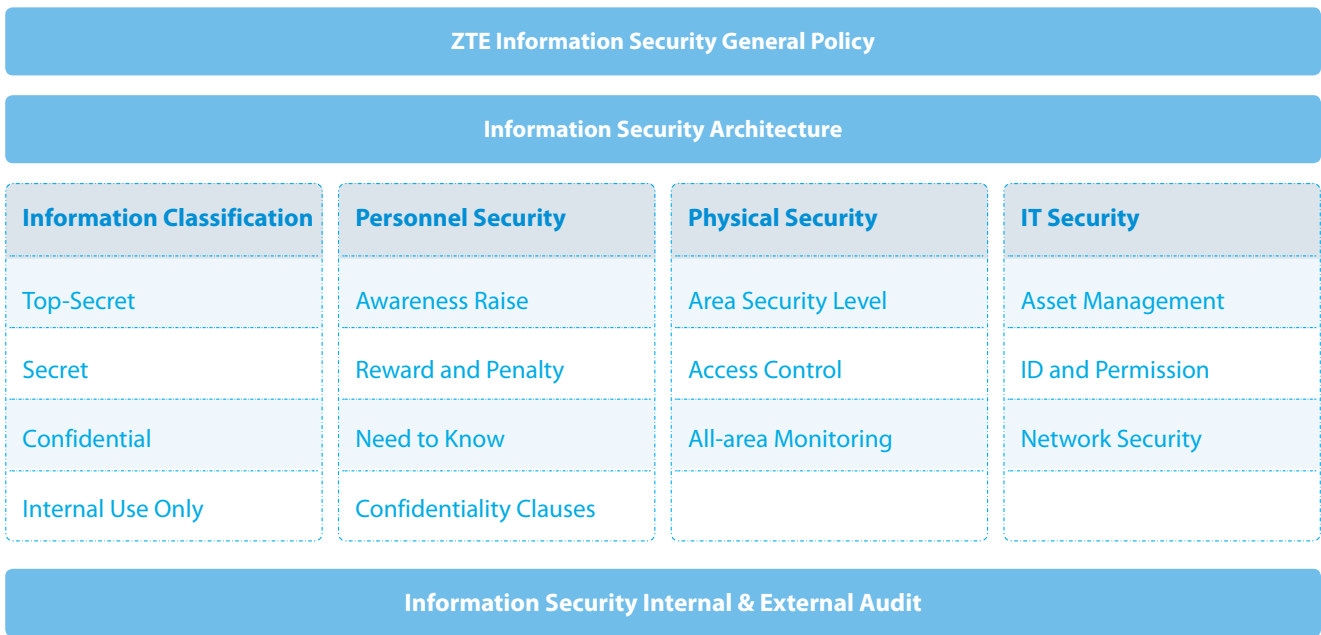 ZTE Information Security General Policy
Information Security Architecture
Information Classification
Top-Secret
Secret
Confidential
Internal Use Only
Personnel Security
Awareness Raise
Reward and Penalty
Need to Know
Confidentiality Clauses
Physical Security
Area Security Level
Access Control
All-area Monitoring
IT Security
Asset Management
ID and Permission
Network Security
Information Security Internal & External Audit